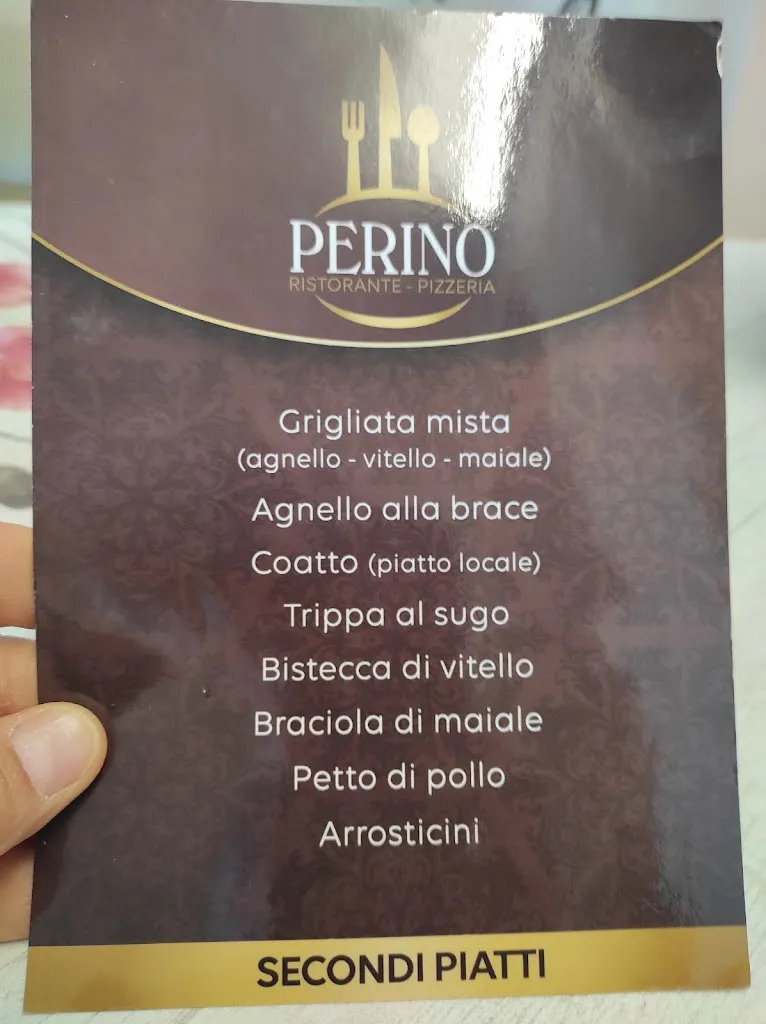 PERINO
RISTORANTE - PIZZERIA
Grigliata mista
(agnello - vitello - maiale)
Agnello alla brace
Coatto (piatto locale)
Trippa al sugo
Bistecca di vitello
Braciola di maiale
Petto di pollo
Arrosticini
SECONDI PIATTI